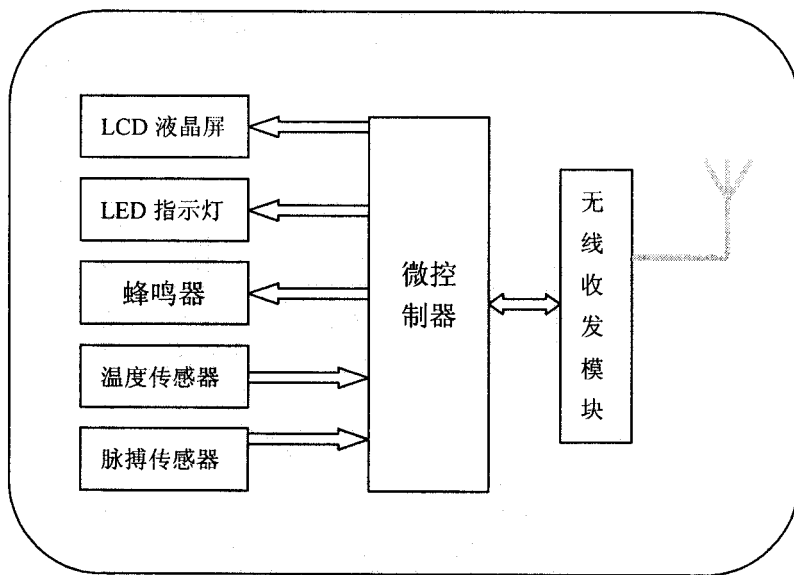 LCD 液晶屏
LED 指示灯
蜂鸣器
温度传感器
脉搏传感器
微控
制器
无
线
收
发
模
块